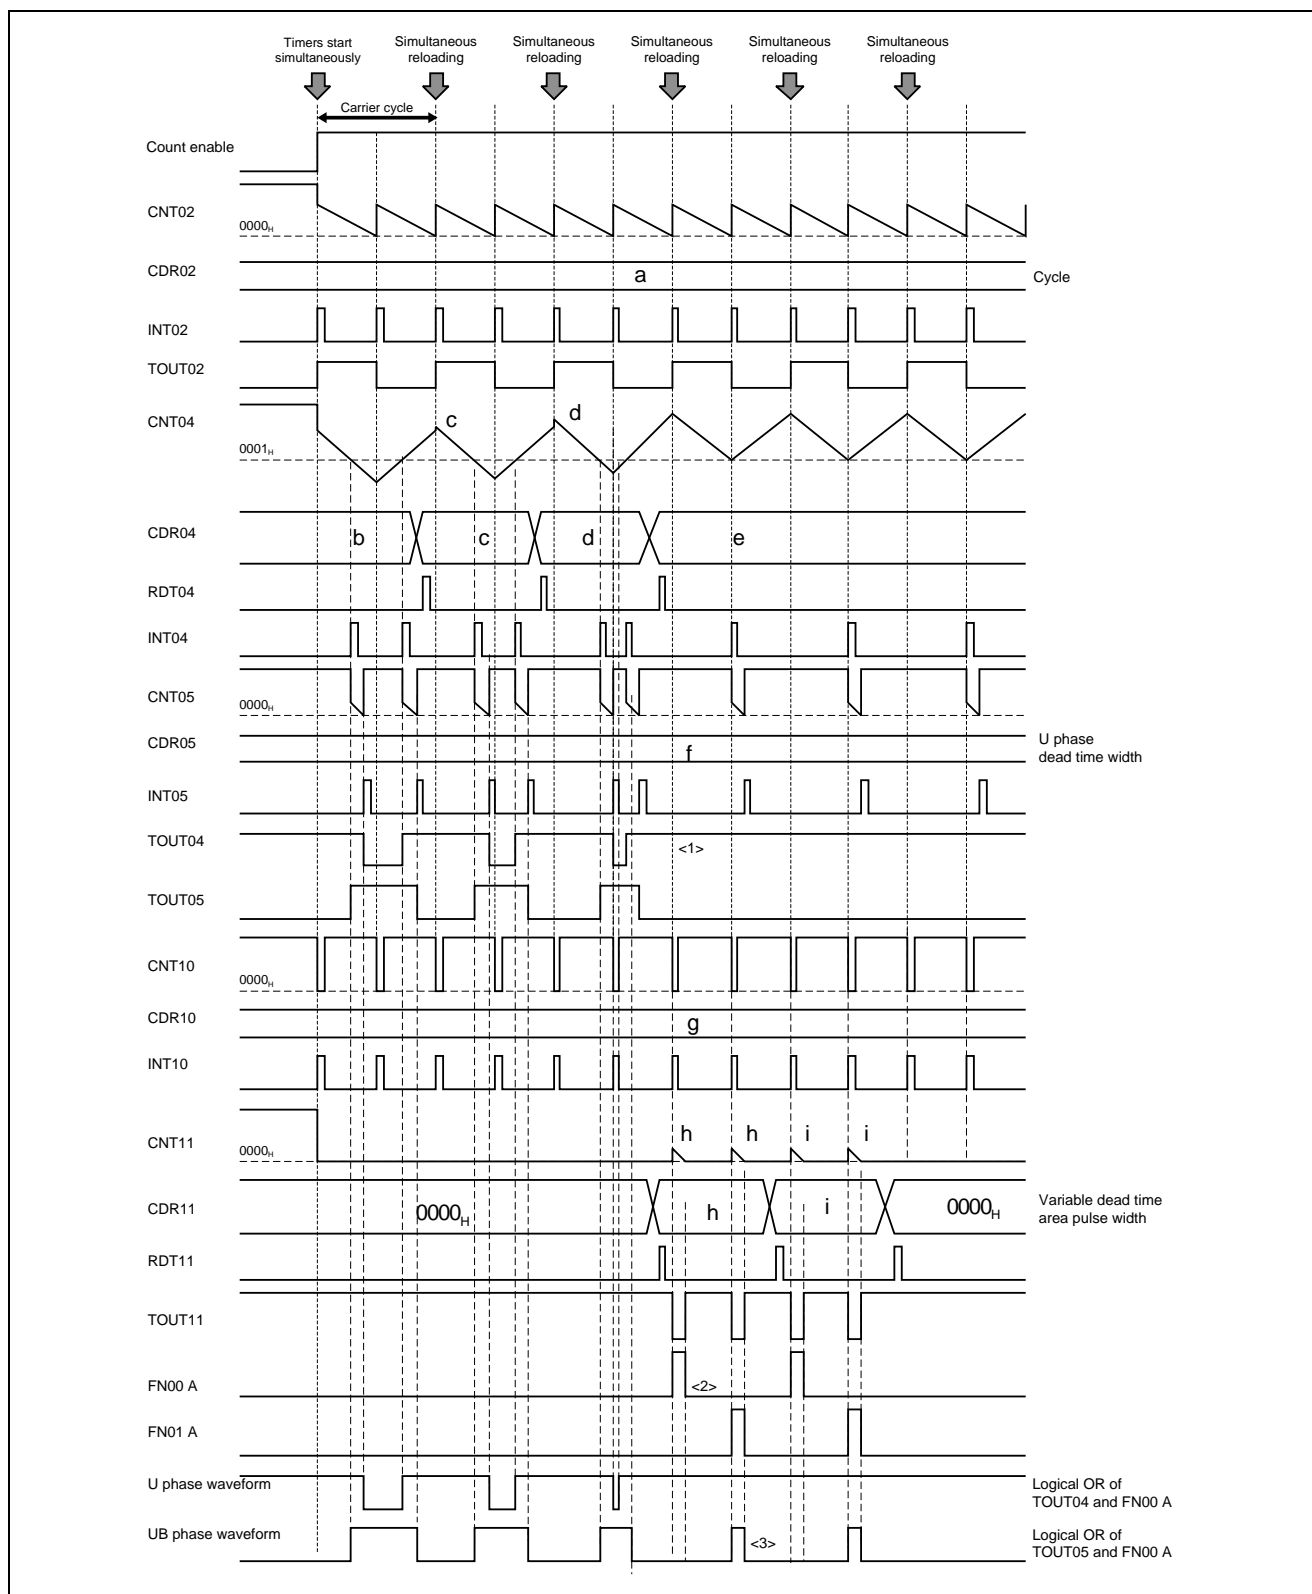 Timers start
simultaneously
Simultaneous
reloading
Simultaneous
reloading
Simultaneous
reloading
Simultaneous
reloading
Simultaneous
reloading
Carrier cycle
Count enable
CNT02
0000H
CDR02
a
Cycle
INT02
TOUT02
CNT04
c
d
0001H
CDR04
b
c
d
e
RDT04
INT04
CNT05
0000H
CDR05
f
U phase
dead time width
INT05
TOUT04
<1>
TOUT05
CNT10
0000H
CDR10
g
INT10
CNT11
0000H
h
h
i
i
CDR11
0000H
h
i
0000H
Variable dead time
area pulse width
RDT11
TOUT11
FN00 A
<2>
FN01 A
U phase waveform
Logical OR of
TOUT04 and FN00 A
UB phase waveform
<3>
Logical OR of
TOUT05 and FN00 A